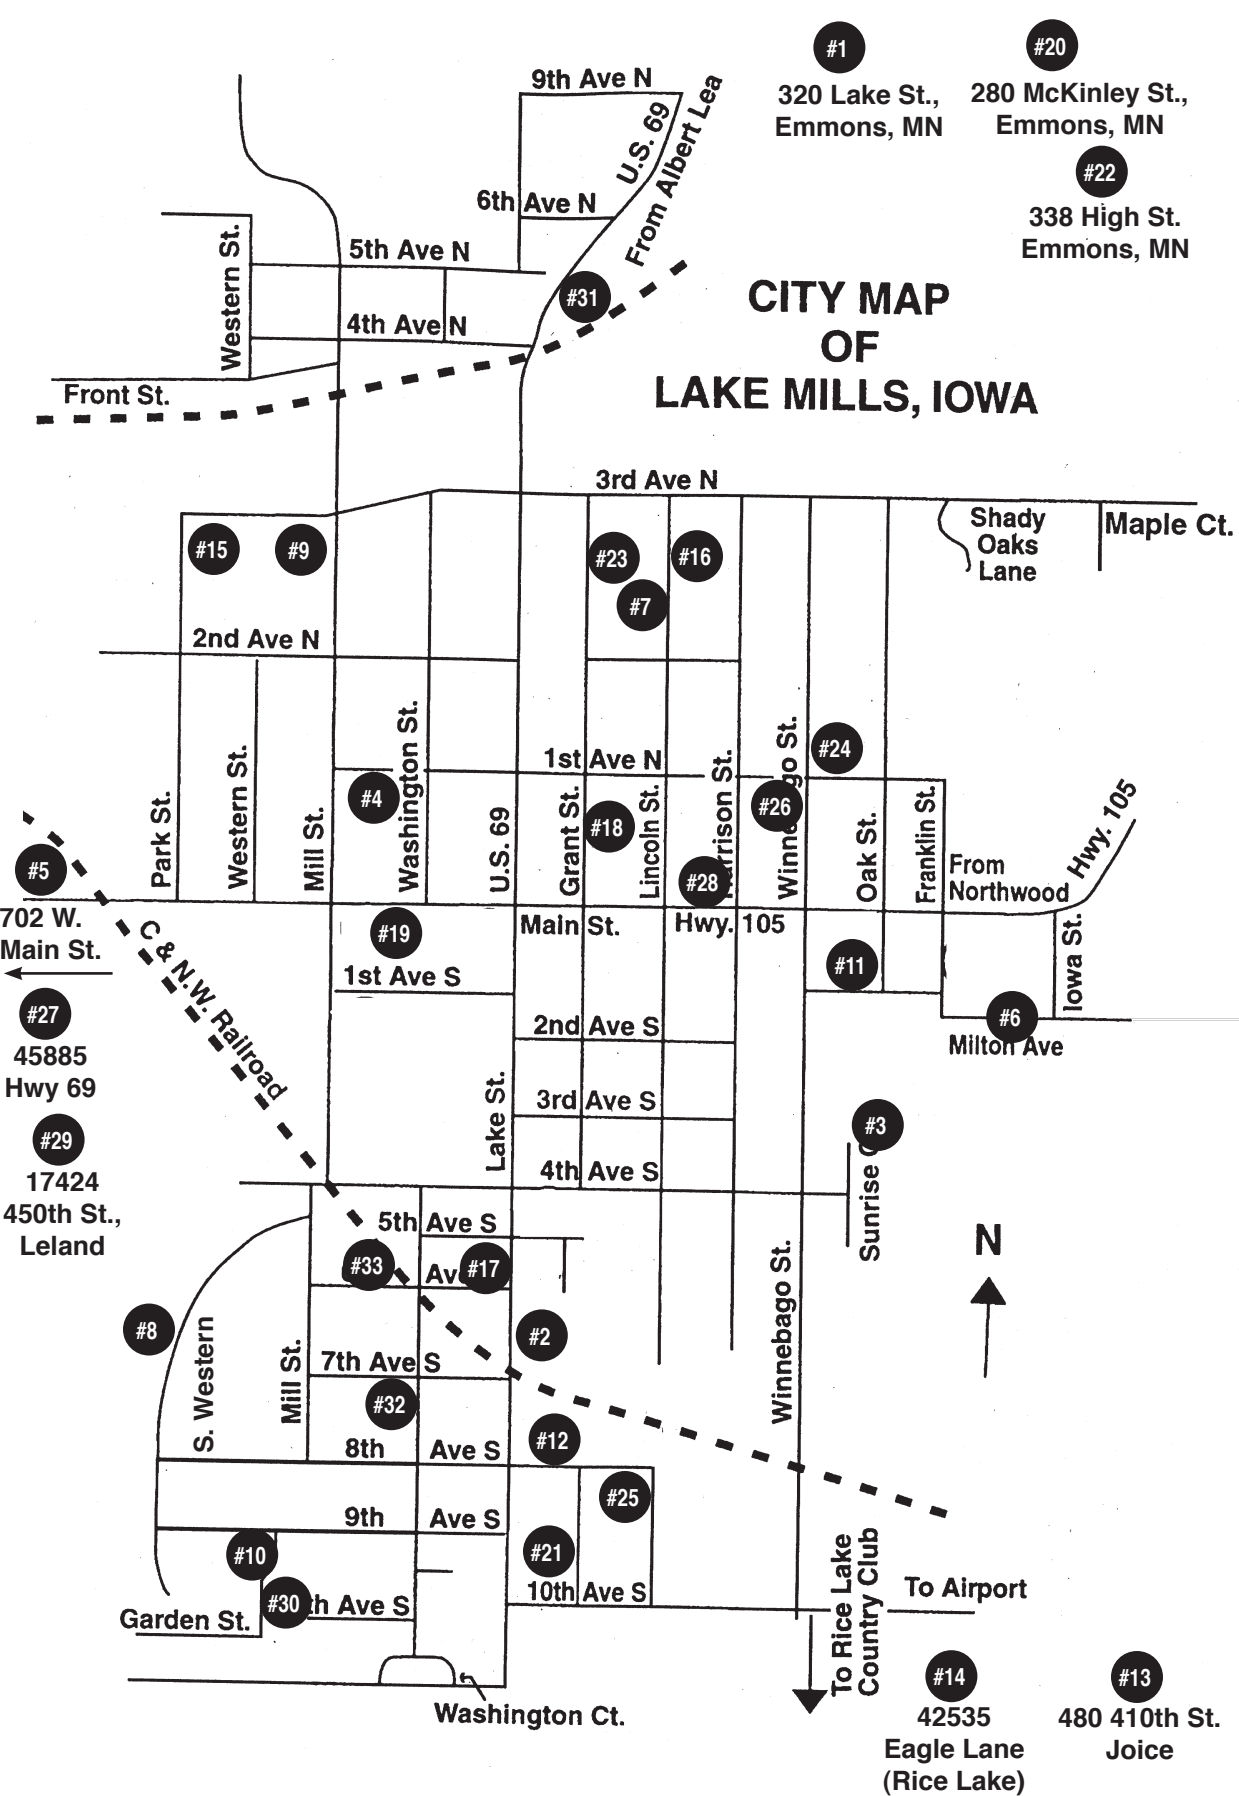 #1
320 Lake St.,
Emmons, MN
#20
280 McKinley St.,
Emmons, MN
#22
338 High St.
Emmons, MN
9th Ave N
U.S. 69
From Albert Lea
6th Ave N
Western St.
5th Ave N
#31
4th Ave N
Front St.
CITY MAP
OF
LAKE MILLS, IOWA
3rd Ave N
Shady
Oaks
Lane
Maple Ct.
#15
#9
#23
#16
#7
2nd Ave N
1st Ave N
#24
#4
#18
#26
#28
#5
Park St.
Western St.
Mill St.
Washington St.
U.S. 69
Grant St.
Lincoln St.
St.
St.
Oak St.
Franklin St.
From
Northwood
Hwy. 105
702 W.
Main St.
C & N.W. Railroad
#19
Main St.
Hwy. 105
1st Ave S
#11
Iowa St.
#27
45885
Hwy 69
2nd Ave S
#6
Milton Ave
#29
17424
450th St.,
Leland
Lake St.
3rd Ave S
#3
Sunrise
4th Ave S
5th Ave S
N
#33
#17
#8
#2
S. Western
Mill St.
7th Ave S
Winnebago St.
#32
8th Ave S
#12
#25
9th Ave S
#10
#21
#30
th Ave S
10th Ave S
Garden St.
To Rice Lake
Country Club
To Airport
Washington Ct.
#14
42535
Eagle Lane
(Rice Lake)
#13
480 410th St.
Joice